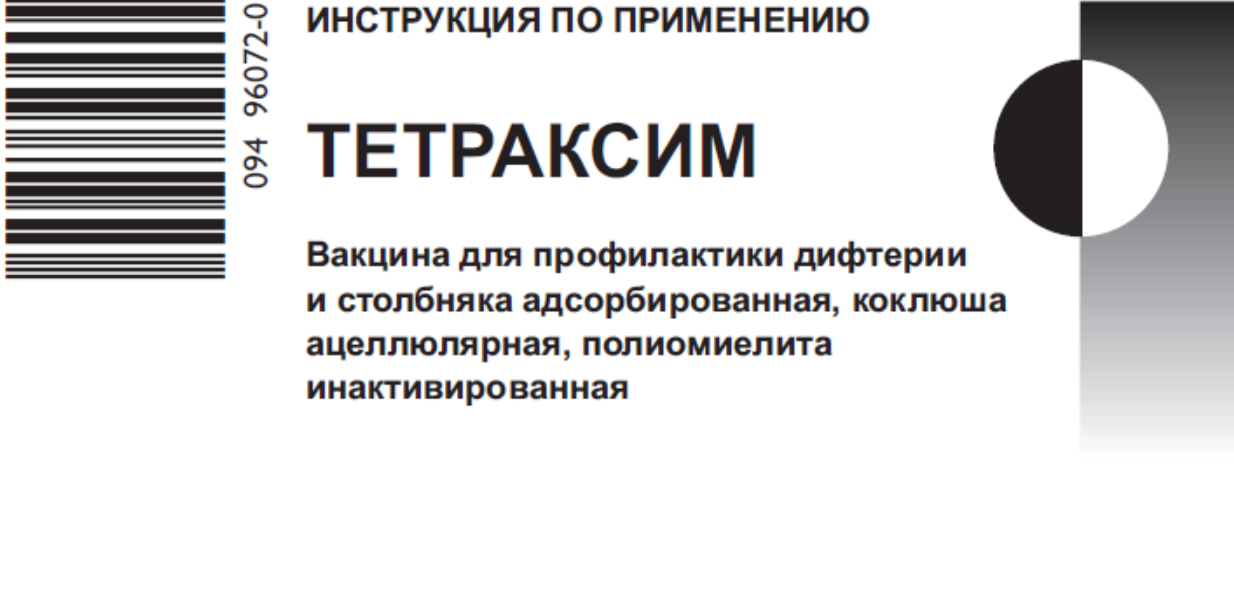 ИНСТРУКЦИЯ ПО ПРИМЕНЕНИЮ
094 96072-0
ТЕТРАКСИМ
Вакцина для профилактики дифтерии
и столбняка адсорбированная, коклюша
ацеллюлярная, полиомиелита
инактивированная